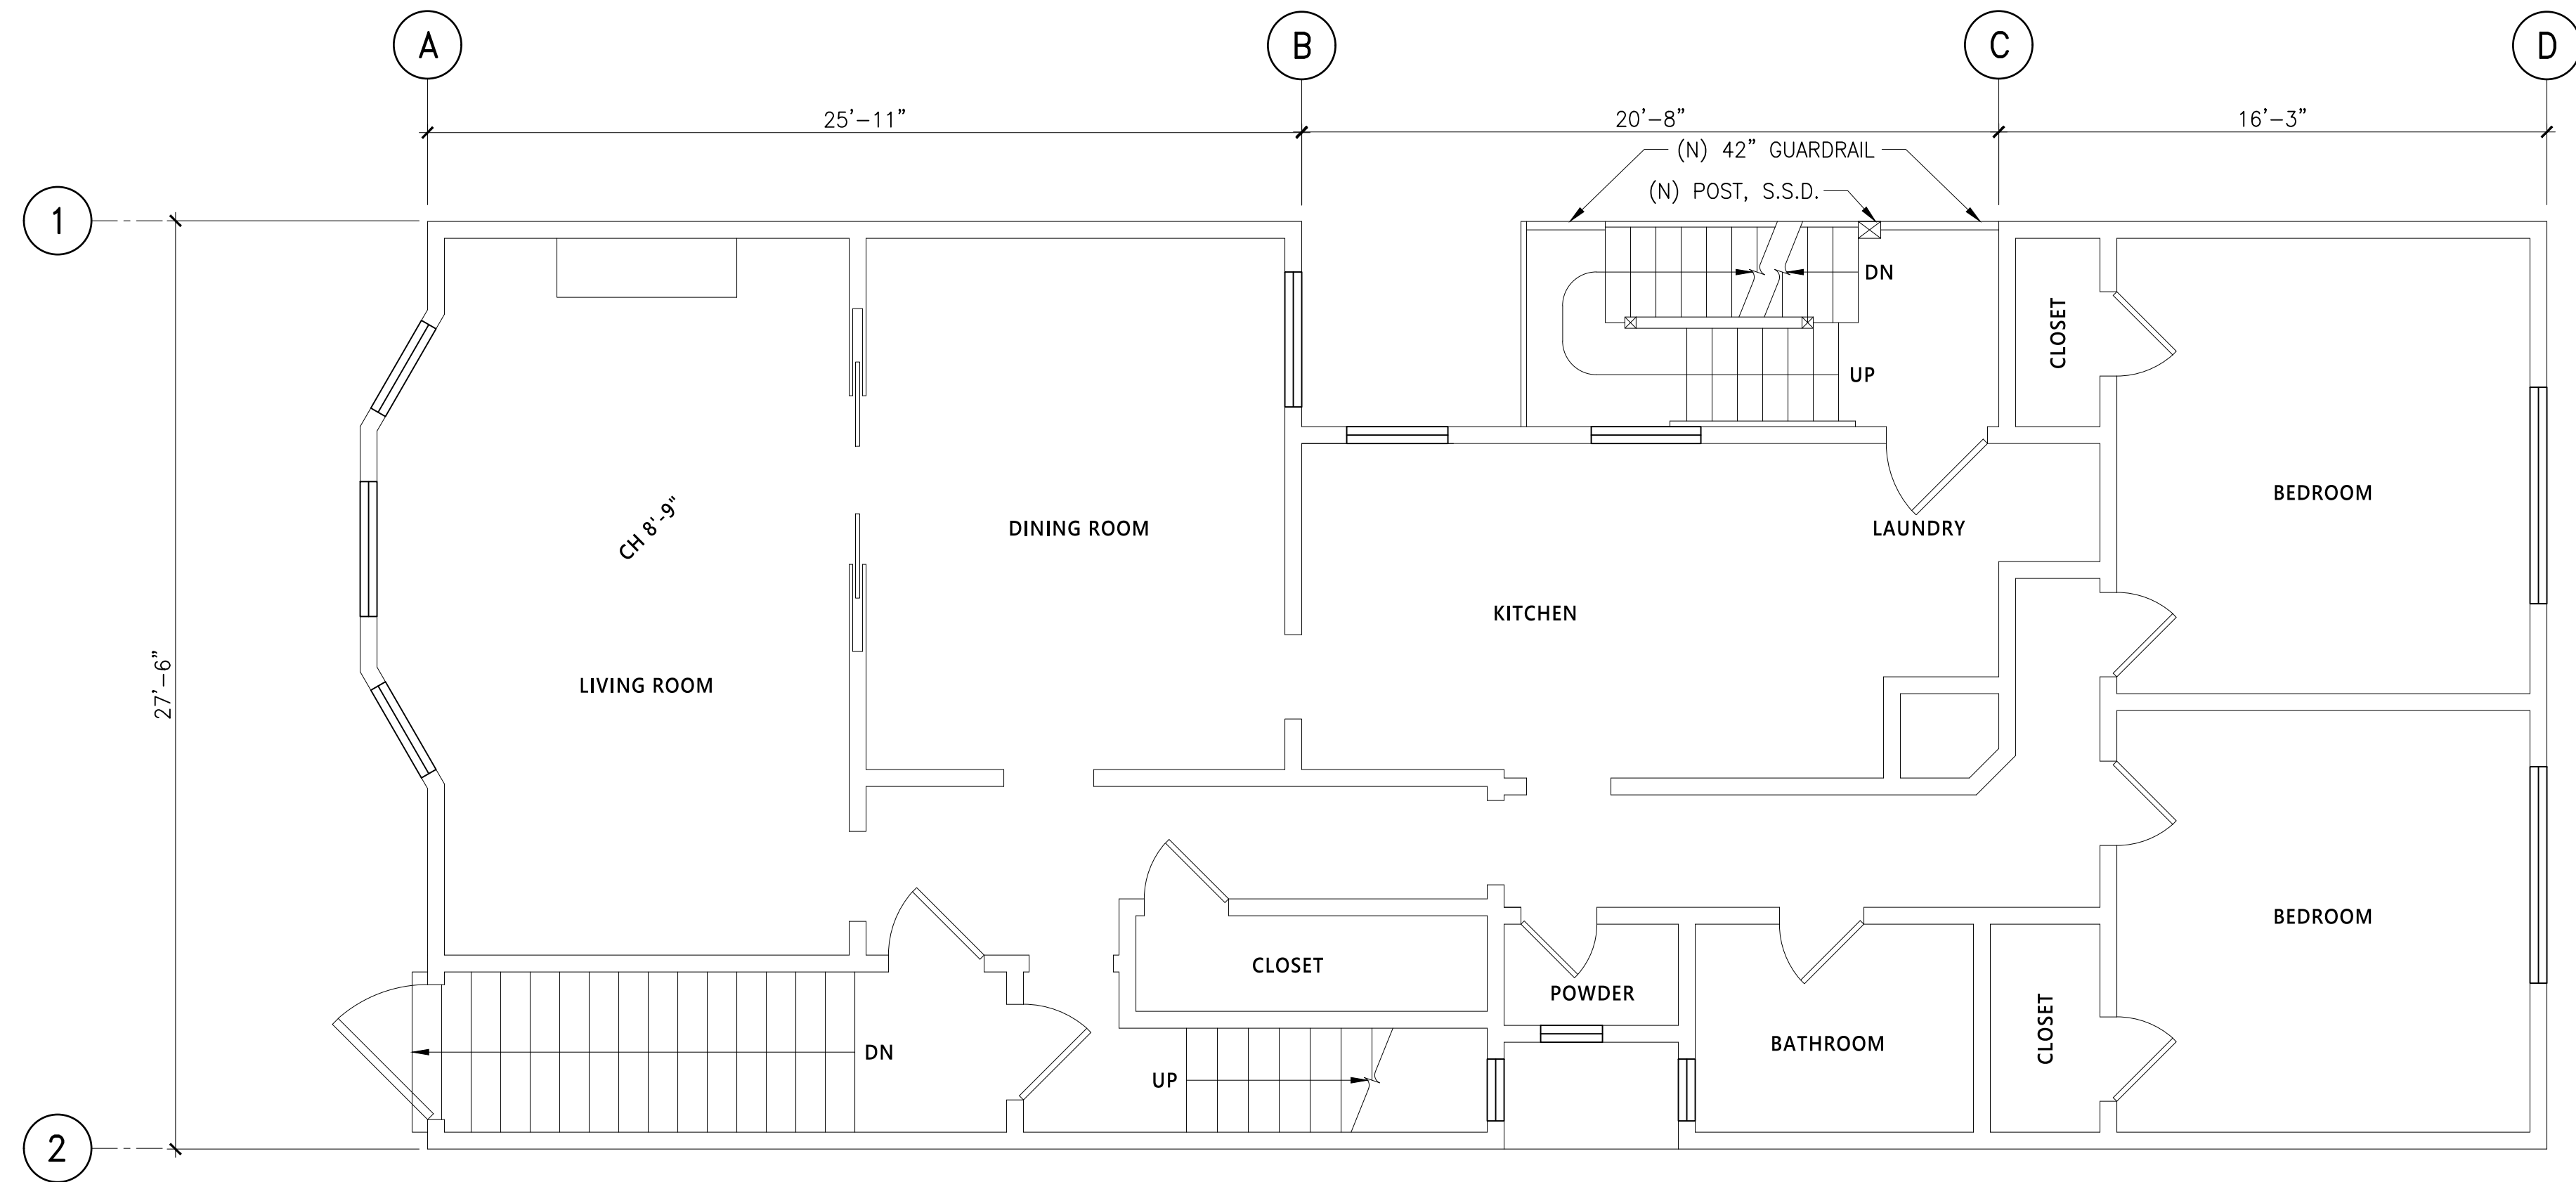 A
B
C
D
25'-11"
20'-8"
16'-3"
(N) 42" GUARDRAIL
(N) POST, S.S.D.
1
DN
CLOSET
UP
BEDROOM
CH 8'-9"
DINING ROOM
LAUNDRY
KITCHEN
27'-6"
LIVING ROOM
BEDROOM
CLOSET
POWDER
CLOSET
BATHROOM
DN
UP
2